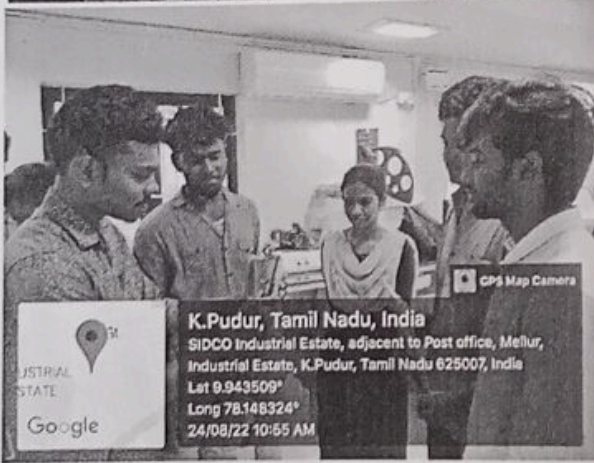 GPS Map Camera
K.Pudur, Tamil Nadu, India
SIDCO Industrial Estate, adjacent to Post office, Mellur,
Industrial Estate, K.Pudur, Tamil Nadu 625007, India
Lat 9.943509°
Long 78.148324°
24/08/22 10:55 AM
USTRIAL
STATE
Google